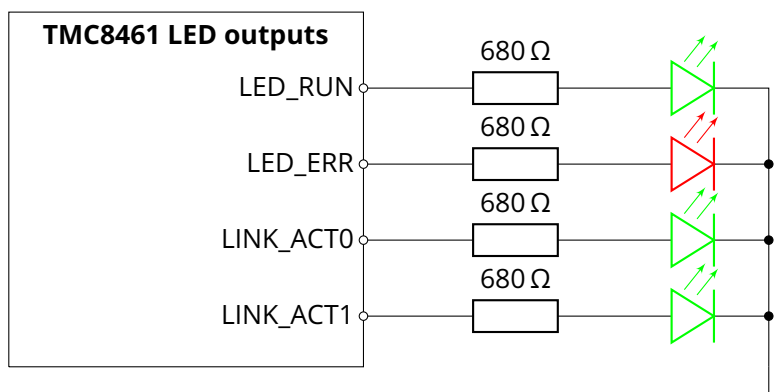 TMC8461 LED outputs
680 Ω
LED_RUN
680 Ω
LED_ERR
680 Ω
LINK_ACT0
680 Ω
LINK_ACT1